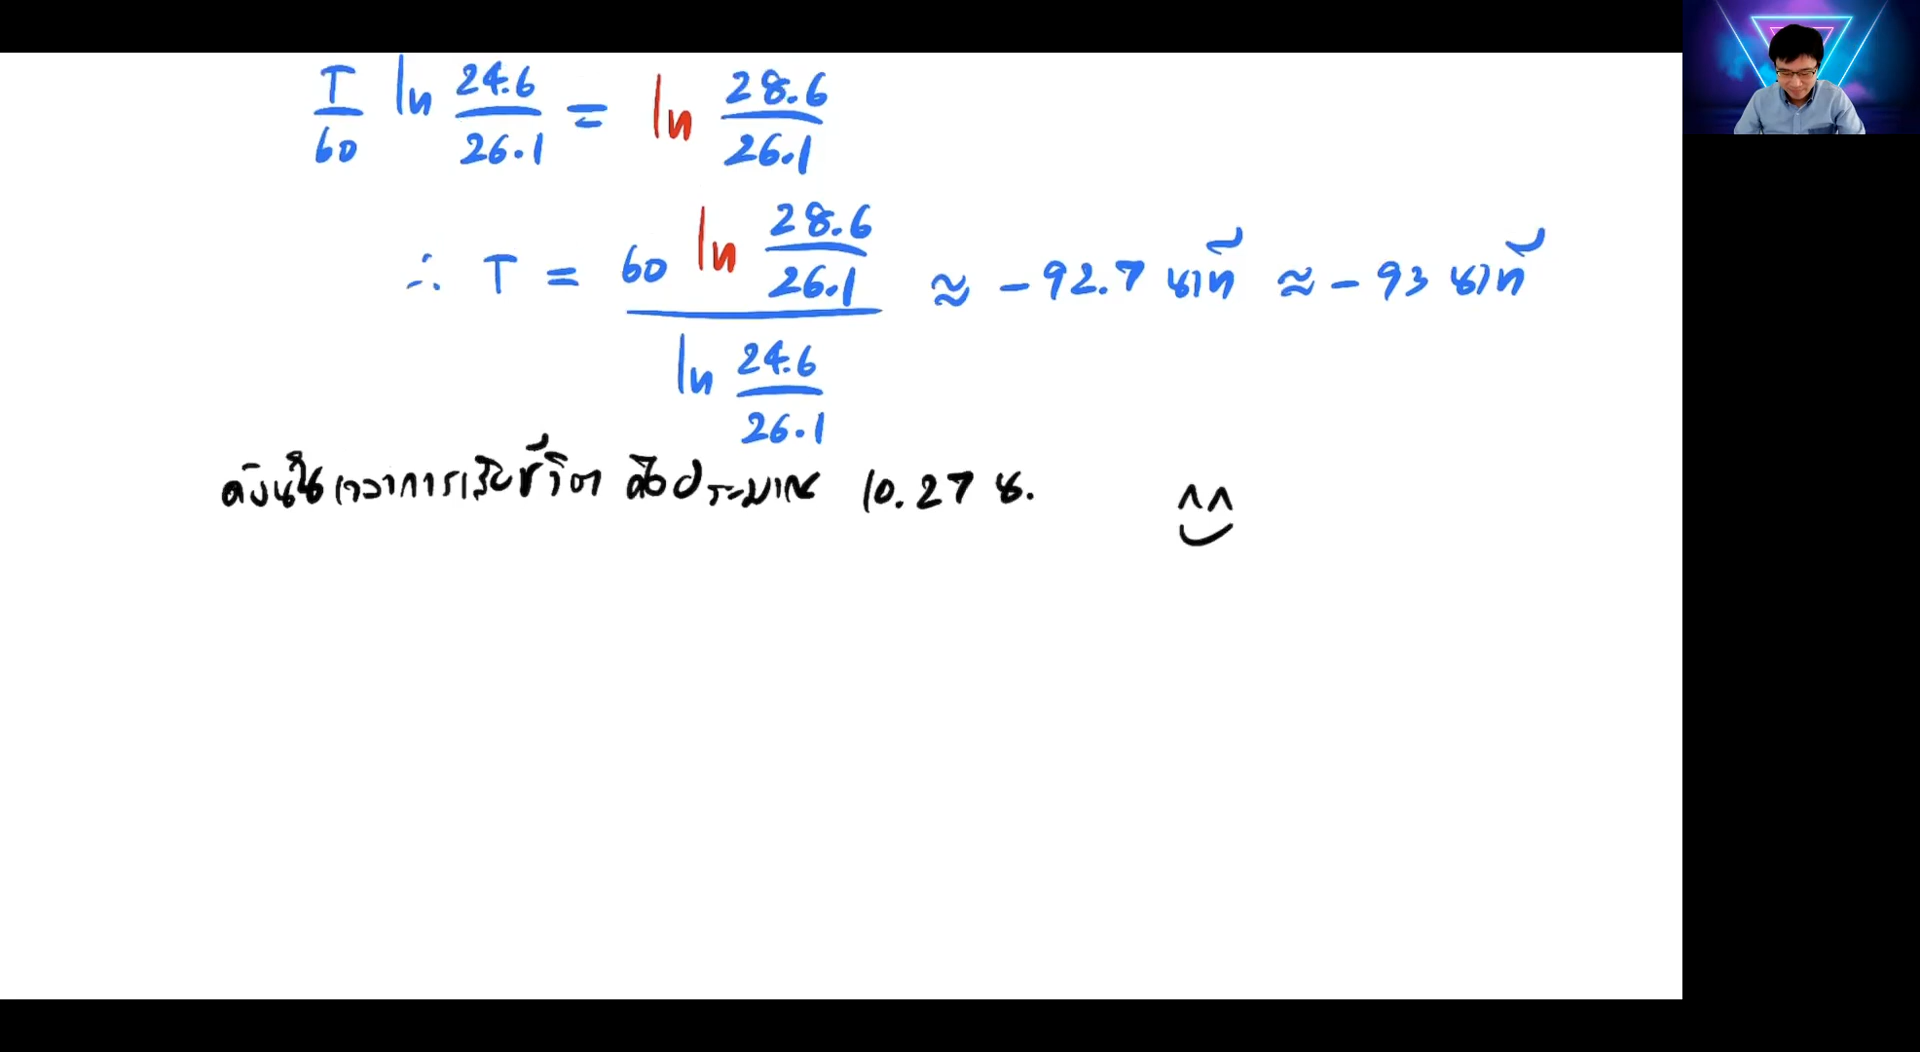 T/60 ln 24.6/26.1 = ln 28.6/26.1
∴ T = 60 ln 28.6/26.1 / ln 24.6/26.1 ≈ -92.7 นาที ≈ -93 นาที
ดังนั้น เวลาการเสียชีวิต คือประมาณ 10.27 น.